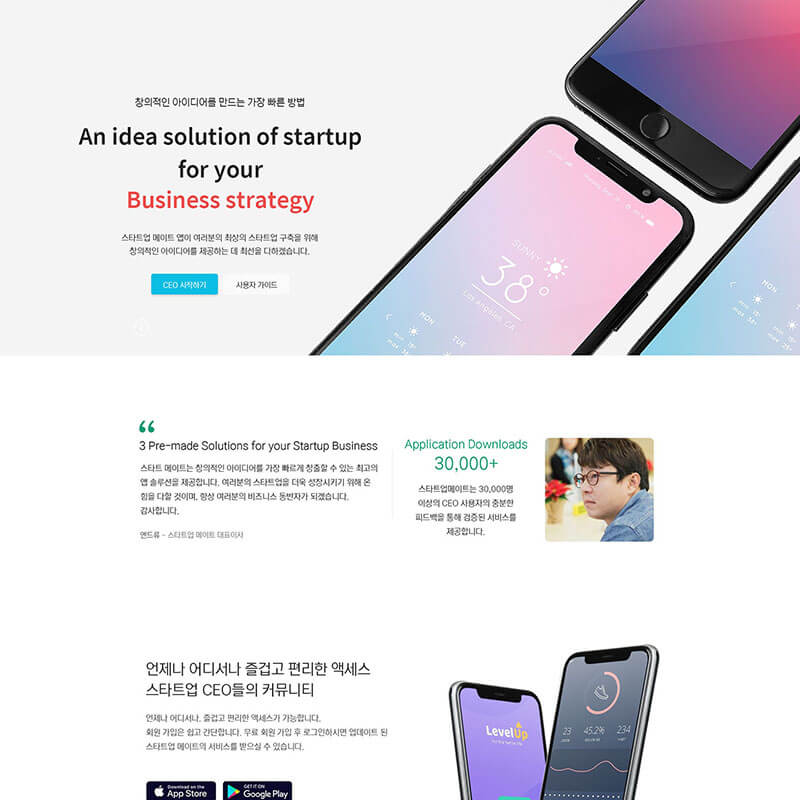 창의적인 아이디어를 만드는 가장 빠른 방법
An idea solution of startup
for your
Business strategy
스타트업 메이트 앱이 여러분의 최상의 스타트업 구축을 위해
창의적인 아이디어를 제공하는 데 최선을 다하겠습니다.
CEO 시작하기
사용자 가이드
SUNNY
38°
Los Angeles, CA
MON
TUE
MON
“
3 Pre-made Solutions for your Startup Business
스타트 메이트는 창의적인 아이디어를 가장 빠르게 창출할 수 있는 최고의
앱 솔루션을 제공합니다. 여러분의 스타트업을 더욱 성장시키기 위해 온
힘을 다할 것이며, 항상 여러분의 비즈니스 동반자가 되겠습니다.
감사합니다.
앤드류 - 스타트업 메이트 대표이사
Application Downloads
30,000+
스타트업메이트는 30,000명
이상의 CEO 사용자의 충분한
피드백을 통해 검증된 서비스를
제공합니다.
언제나 어디서나 즐겁고 편리한 액세스
스타트업 CEO들의 커뮤니티
언제나 어디서나, 즐겁고 편리한 액세스가 가능합니다.
회원 가입은 쉽고 간단합니다. 무료 회원 가입 후 로그인하시면 업데이트 된
스타트업 메이트의 서비스를 받으실 수 있습니다.
Download on the
App Store
GET IT ON
Google Play
LevelUp
23
45.2%
34